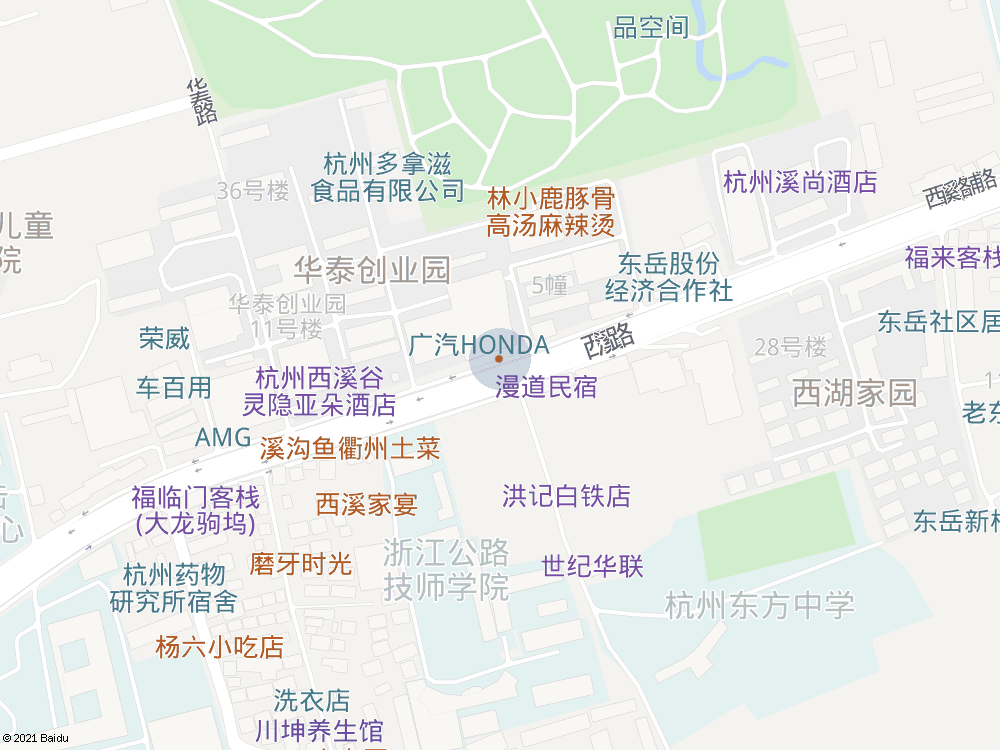 品空间
华泰路
杭州多拿滋
食品有限公司
36号楼
林小鹿豚骨
高汤麻辣烫
杭州溪尚酒店
儿童
院
华泰创业园
5幢
东岳股份
经济合作社
福来客栈
华泰创业园
11号楼
荣威
广汽HONDA
西溪路
28号楼
东岳社区居
车百用
杭州西溪谷
灵隐亚朵酒店
漫道民宿
西湖家园
老东
AMG
溪沟鱼衢州土菜
福临门客栈
(大龙驹坞)
西溪家宴
洪记白铁店
东岳新村
心
磨牙时光
浙江公路
技师学院
世纪华联
杭州药物
研究所宿舍
杭州东方中学
杨六小吃店
洗衣店
川坤养生馆
© 2021 Baidu